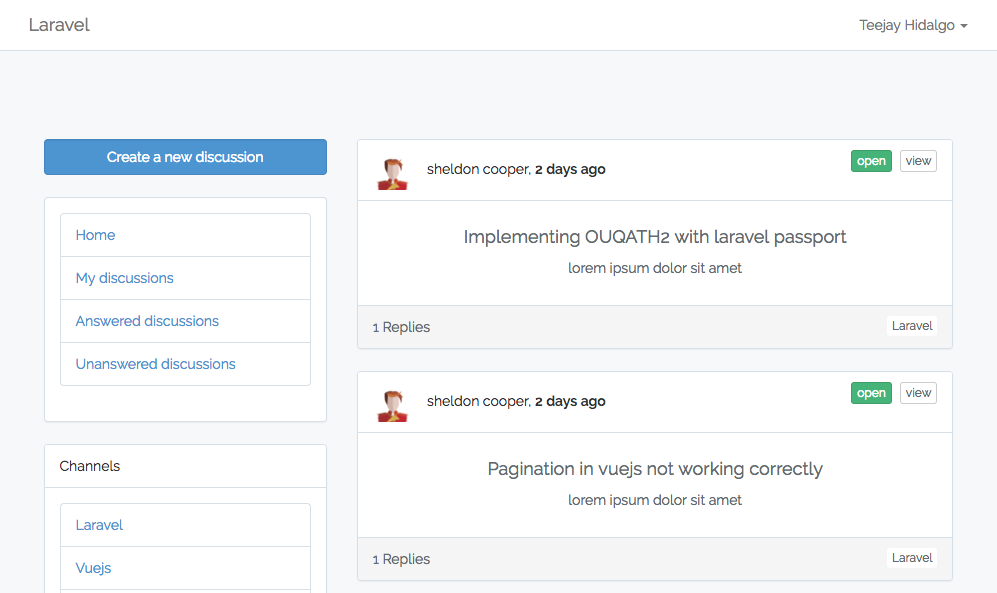 Laravel
Teejay Hidalgo
Create a new discussion
Home
My discussions
Answered discussions
Unanswered discussions
Channels
Laravel
Vuejs
sheldon cooper, 2 days ago
open
view
Implementing OUQATH2 with laravel passport
lorem ipsum dolor sit amet
1 Replies
Laravel
sheldon cooper, 2 days ago
open
view
Pagination in vuejs not working correctly
lorem ipsum dolor sit amet
1 Replies
Laravel